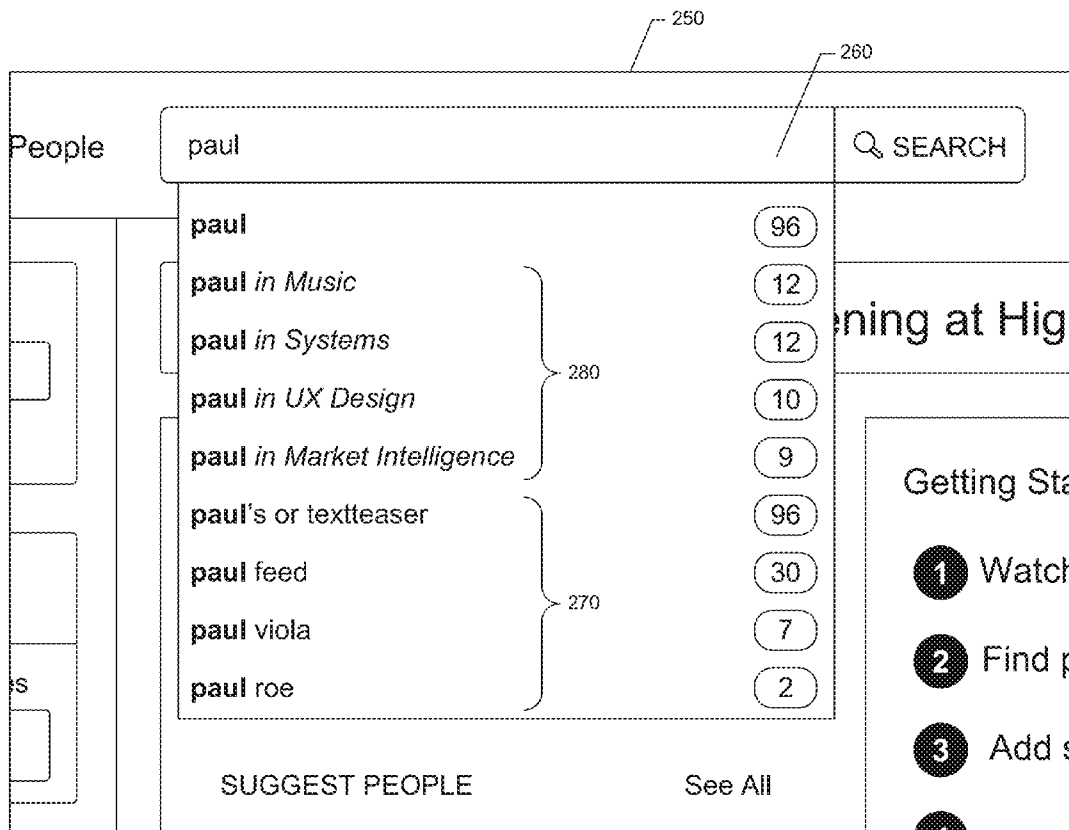 250
260
People
paul
SEARCH
paul 96
paul in Music 12
paul in Systems 12
paul in UX Design 10
paul in Market Intelligence 9
280
paul's or textteaser 96
paul feed 30
paul viola 7
paul roe 2
270
ening at Hig
Getting Sta
1 Watch
2 Find p
3 Add s
es
SUGGEST PEOPLE See All